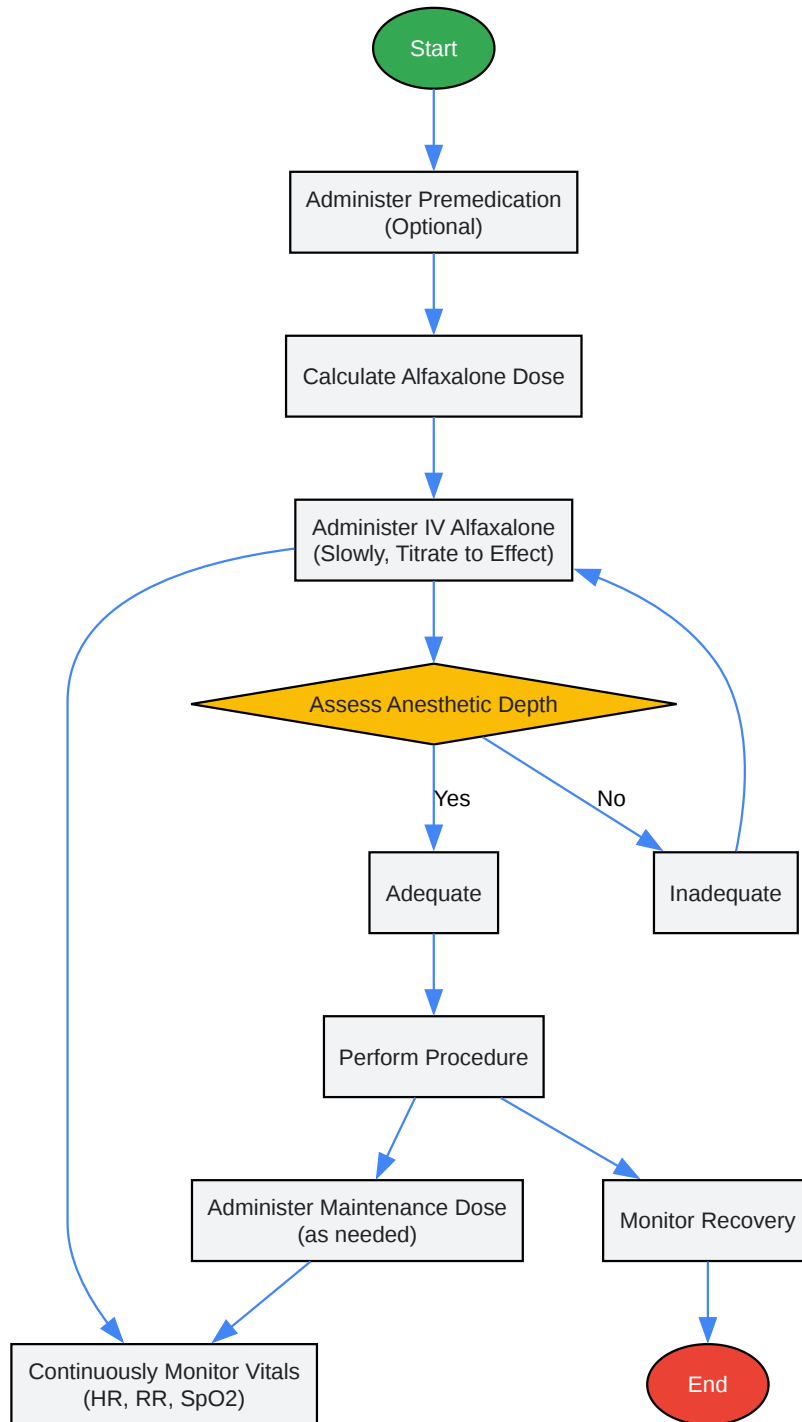 Start
Administer Premedication
(Optional)
Calculate Alfaxalone Dose
Administer IV Alfaxalone
(Slowly, Titrate to Effect)
Assess Anesthetic Depth
Yes
No
Adequate
Inadequate
Perform Procedure
Administer Maintenance Dose
(as needed)
Monitor Recovery
Continuously Monitor Vitals
(HR, RR, SpO2)
End